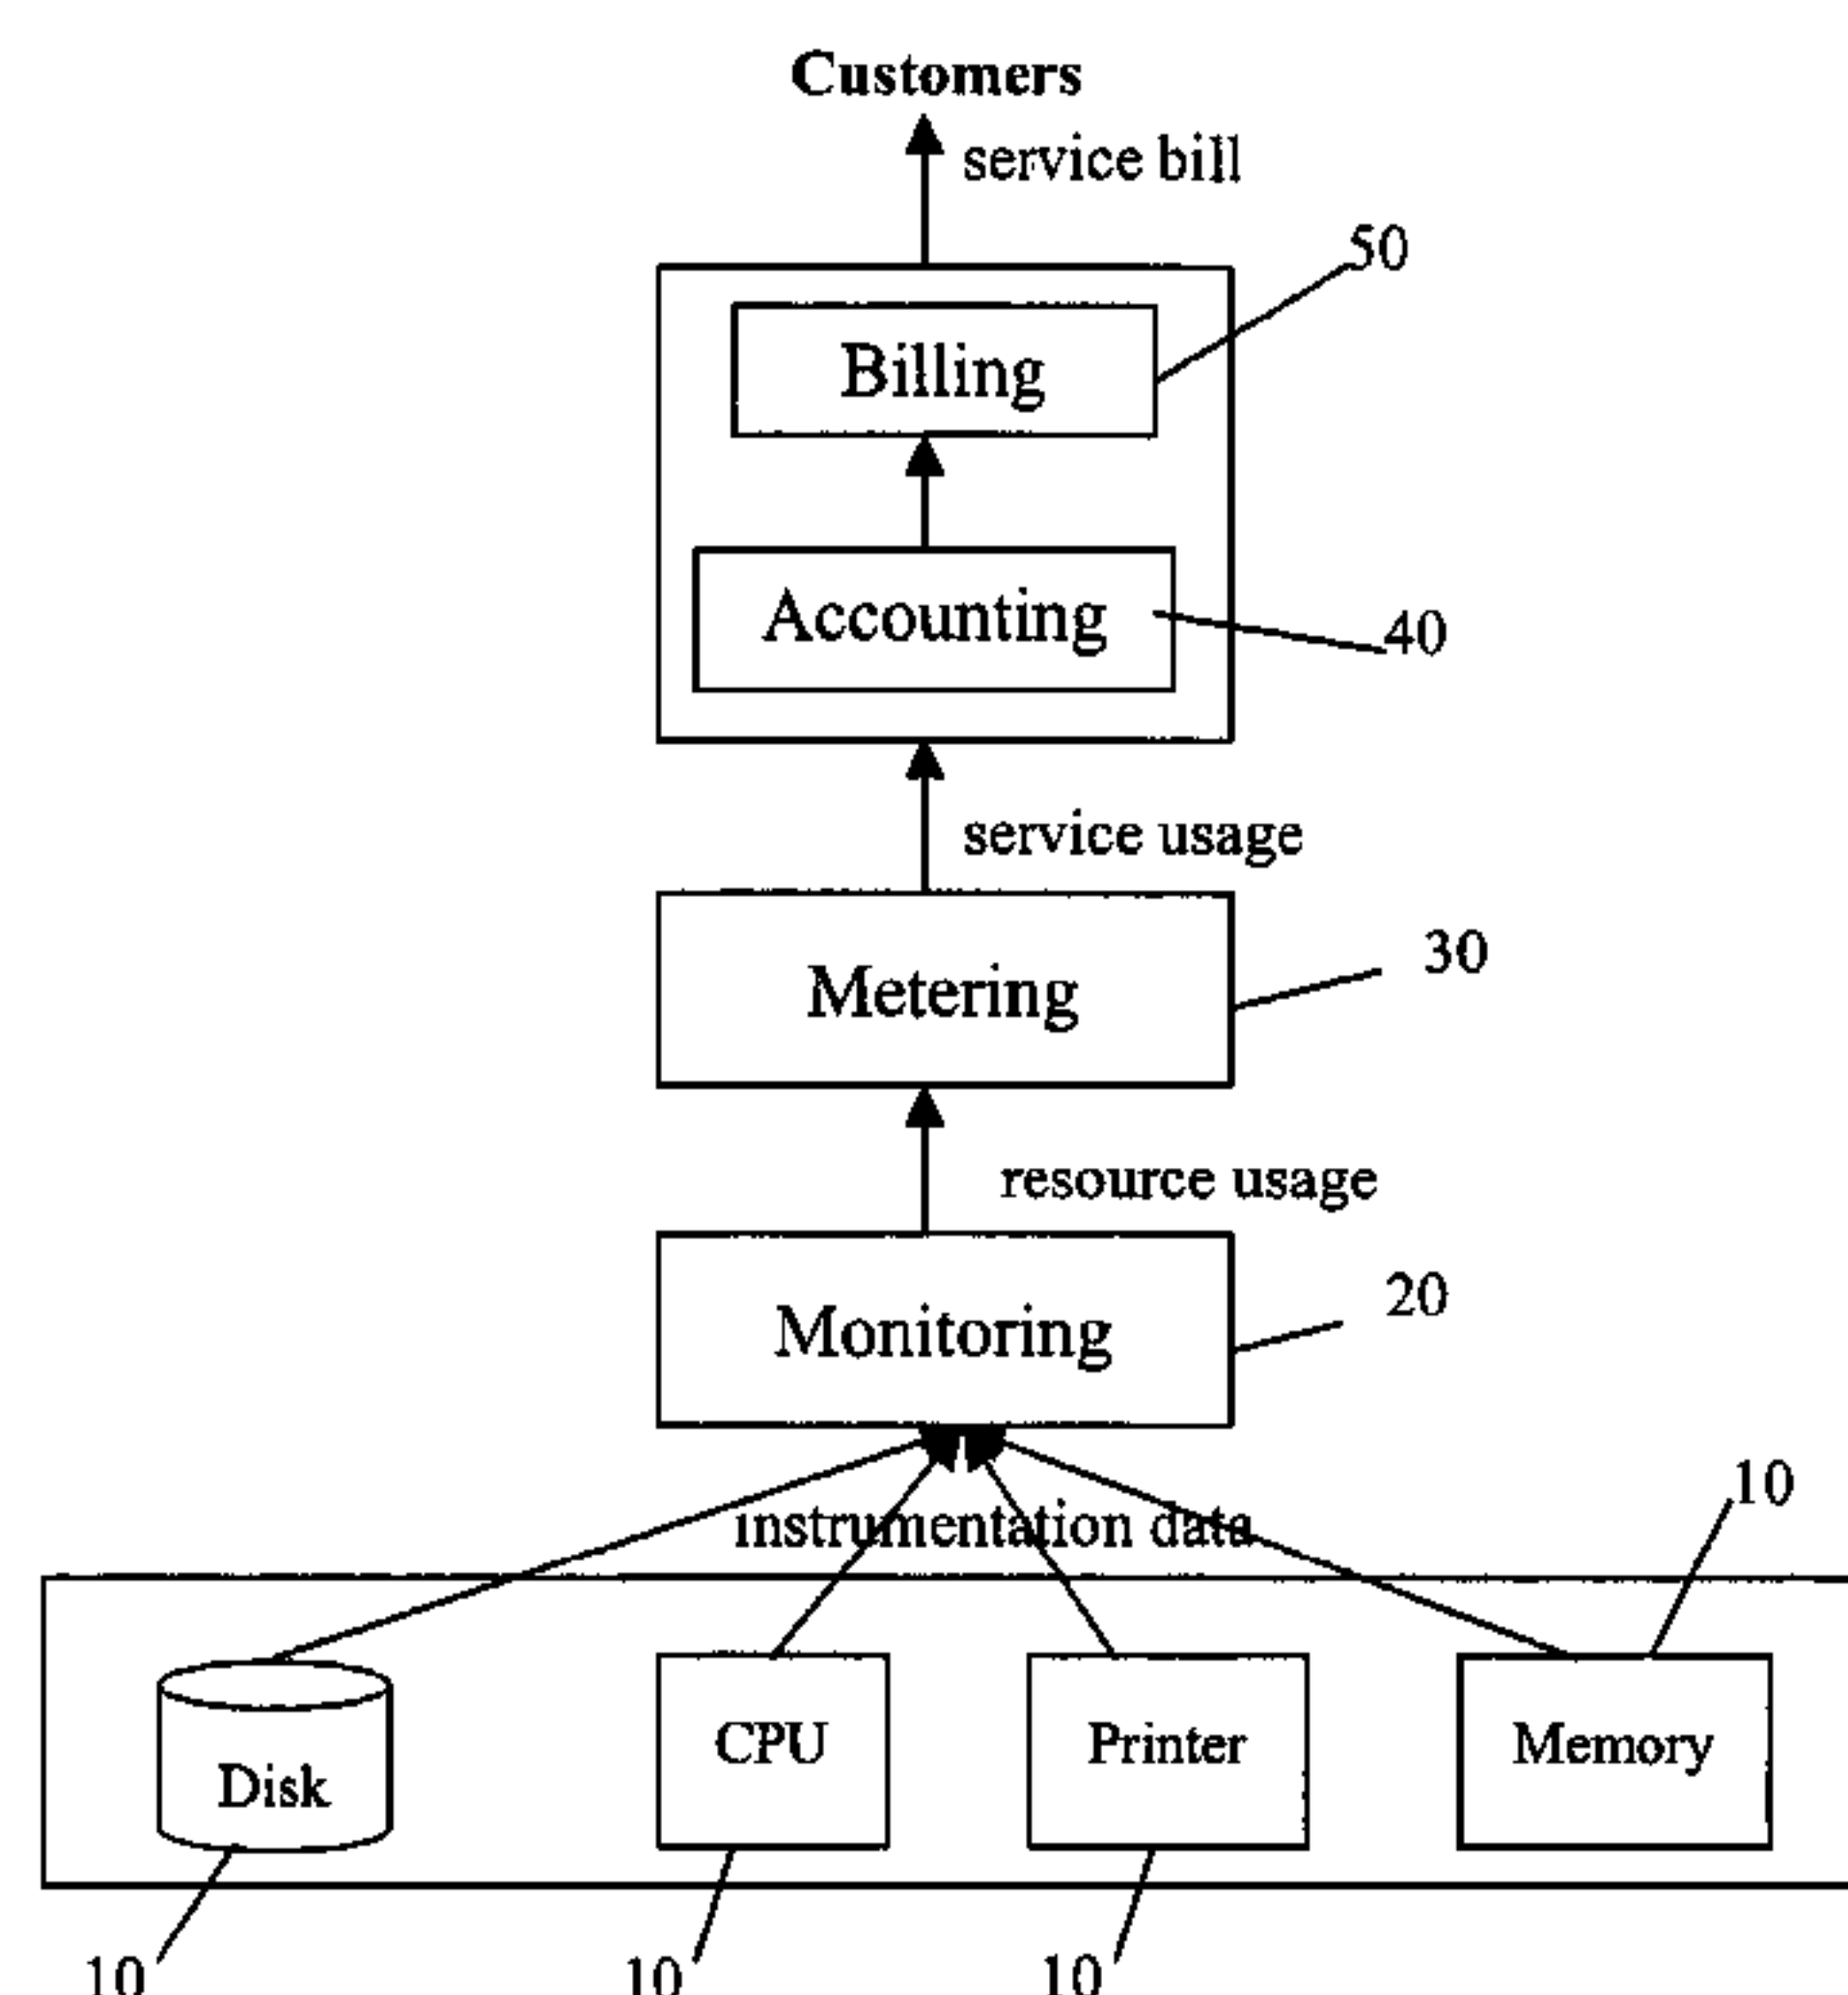 Customers
service bill
50
Billing
Accounting
40
service usage
30
Metering
resource usage
20
Monitoring
10
instrumentation data
Disk
CPU
Printer
Memory
10
10
10